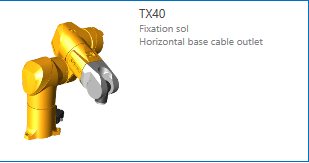 TX40
Fixation sol
Horizontal base cable outlet